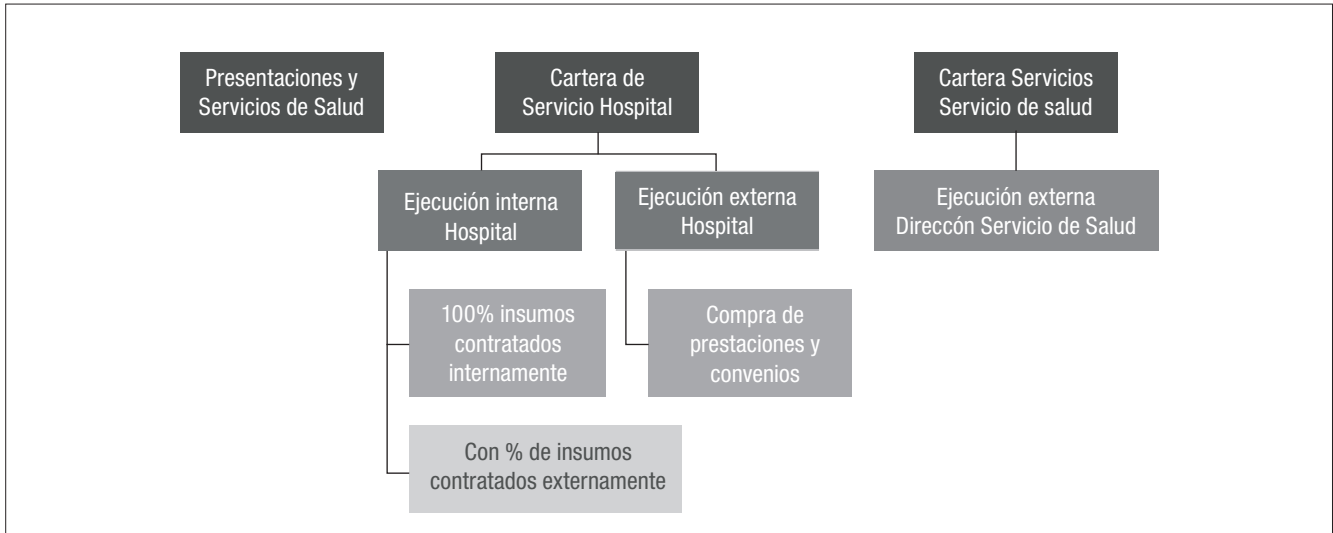 Presentaciones y
Servicios de Salud
Cartera de
Servicio Hospital
Cartera Servicios
Servicio de salud
Ejecución interna
Hospital
Ejecución externa
Hospital
Ejecución externa
Direccón Servicio de Salud
100% insumos
contratados
internamente
Compra de
prestaciones y
convenios
Con % de insumos
contratados externamente